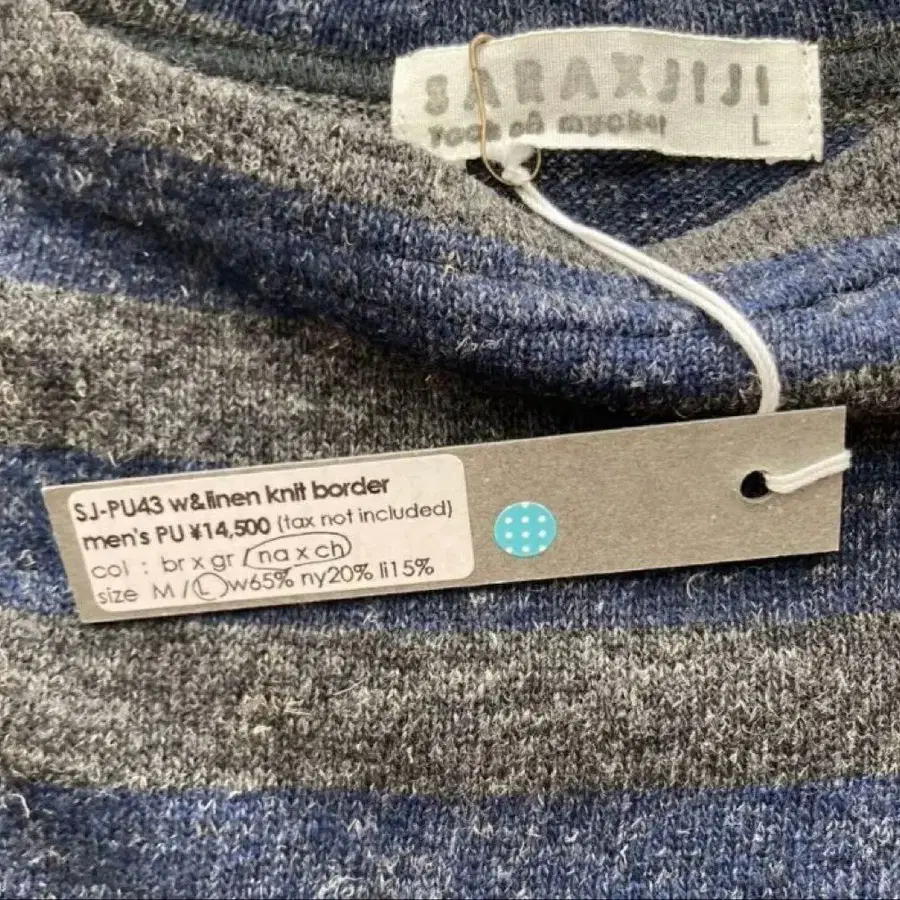 SARAXJIJI
L
SJ-PU43 w&linen knit border
men's PU ¥14,500 (tax not included)
col : br x gr na x ch
size M / L w65% ny20% li15%